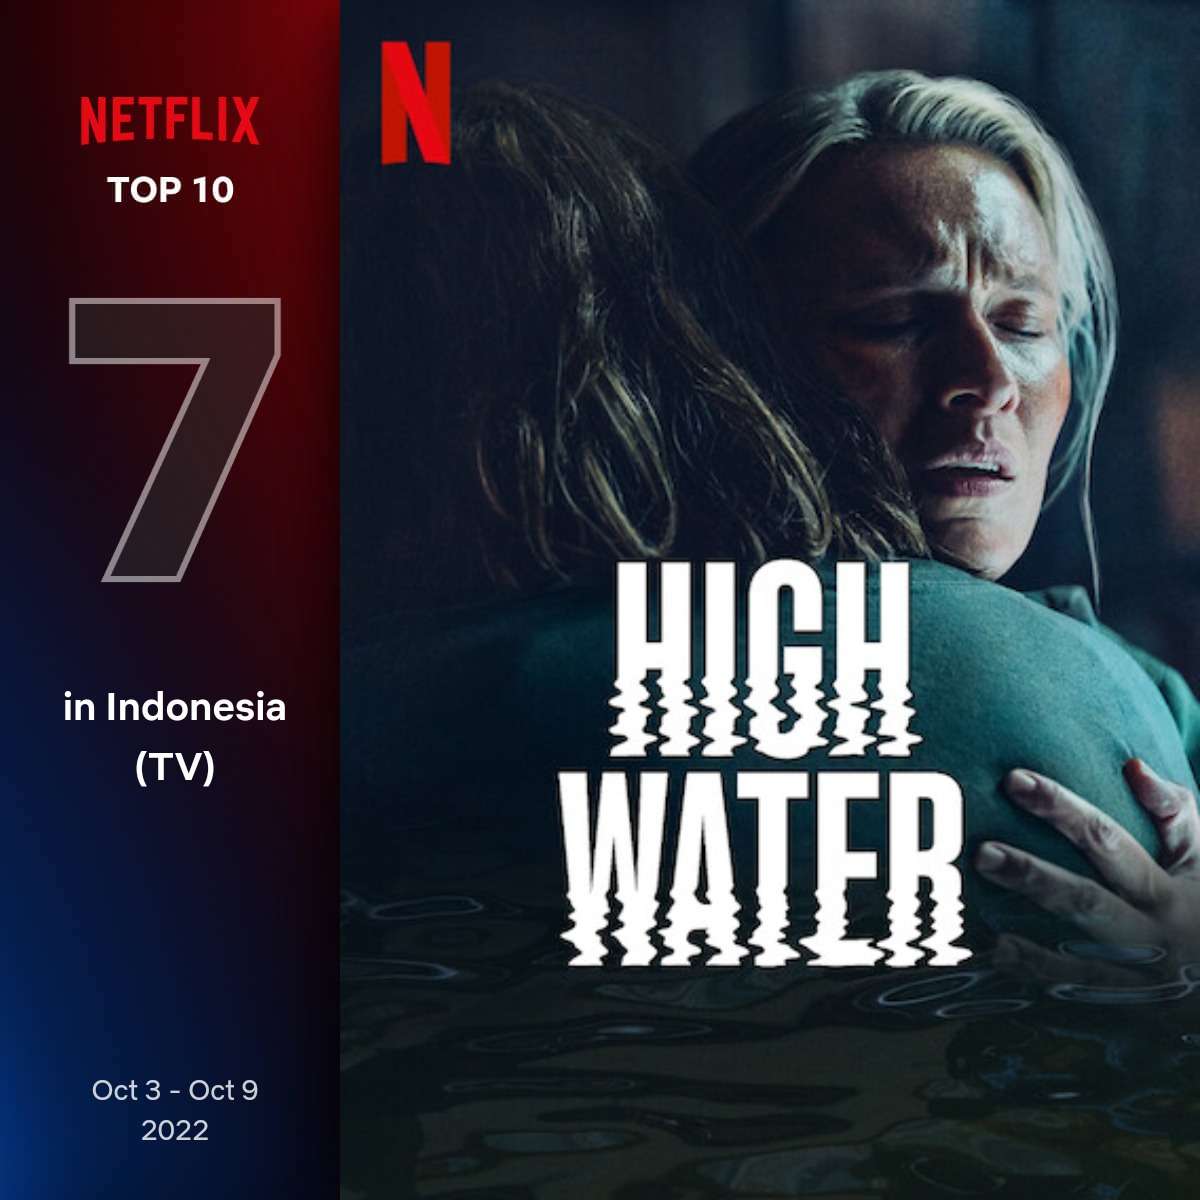 NETFLIX
TOP 10
7
in Indonesia
(TV)
Oct 3 - Oct 9
2022
N
HIGH
WATER